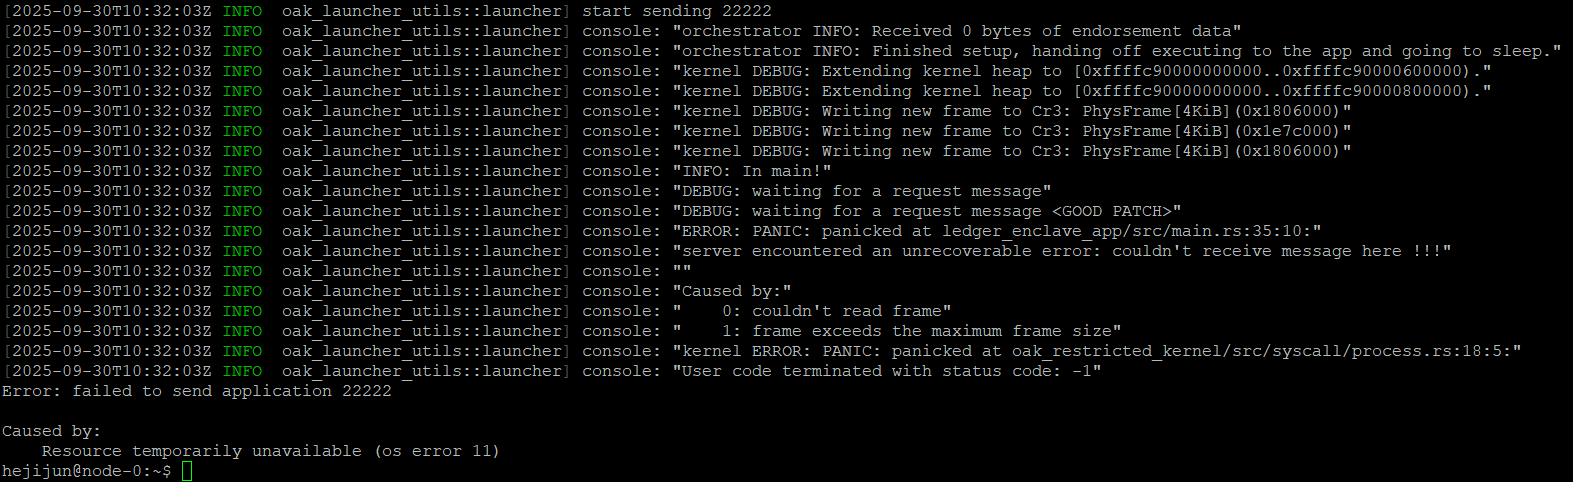 [2025-09-30T10:32:03Z INFO  oak_launcher_utils::launcher] start sending 22222
[2025-09-30T10:32:03Z INFO  oak_launcher_utils::launcher] console: "orchestrator INFO: Received 0 bytes of endorsement data"
[2025-09-30T10:32:03Z INFO  oak_launcher_utils::launcher] console: "orchestrator INFO: Finished setup, handing off executing to the app and going to sleep."
[2025-09-30T10:32:03Z INFO  oak_launcher_utils::launcher] console: "kernel DEBUG: Extending kernel heap to [0xffffc90000000000..0xffffc90000600000)."
[2025-09-30T10:32:03Z INFO  oak_launcher_utils::launcher] console: "kernel DEBUG: Extending kernel heap to [0xffffc90000000000..0xffffc90000800000)."
[2025-09-30T10:32:03Z INFO  oak_launcher_utils::launcher] console: "kernel DEBUG: Writing new frame to Cr3: PhysFrame[4KiB](0x1806000)"
[2025-09-30T10:32:03Z INFO  oak_launcher_utils::launcher] console: "kernel DEBUG: Writing new frame to Cr3: PhysFrame[4KiB](0x1e7c000)"
[2025-09-30T10:32:03Z INFO  oak_launcher_utils::launcher] console: "kernel DEBUG: Writing new frame to Cr3: PhysFrame[4KiB](0x1806000)"
[2025-09-30T10:32:03Z INFO  oak_launcher_utils::launcher] console: "INFO: In main!"
[2025-09-30T10:32:03Z INFO  oak_launcher_utils::launcher] console: "DEBUG: waiting for a request message"
[2025-09-30T10:32:03Z INFO  oak_launcher_utils::launcher] console: "DEBUG: waiting for a request message <GOOD PATCH>"
[2025-09-30T10:32:03Z INFO  oak_launcher_utils::launcher] console: "ERROR: PANIC: panicked at ledger_enclave_app/src/main.rs:35:10:"
[2025-09-30T10:32:03Z INFO  oak_launcher_utils::launcher] console: "server encountered an unrecoverable error: couldn't receive message here !!!"
[2025-09-30T10:32:03Z INFO  oak_launcher_utils::launcher] console: ""
[2025-09-30T10:32:03Z INFO  oak_launcher_utils::launcher] console: "Caused by:"
[2025-09-30T10:32:03Z INFO  oak_launcher_utils::launcher] console: "    0: couldn't read frame"
[2025-09-30T10:32:03Z INFO  oak_launcher_utils::launcher] console: "    1: frame exceeds the maximum frame size"
[2025-09-30T10:32:03Z INFO  oak_launcher_utils::launcher] console: "kernel ERROR: PANIC: panicked at oak_restricted_kernel/src/syscall/process.rs:18:5:"
[2025-09-30T10:32:03Z INFO  oak_launcher_utils::launcher] console: "User code terminated with status code: -1"
Error: failed to send application 22222
Caused by:
    Resource temporarily unavailable (os error 11)
hejijun@node-0:~$